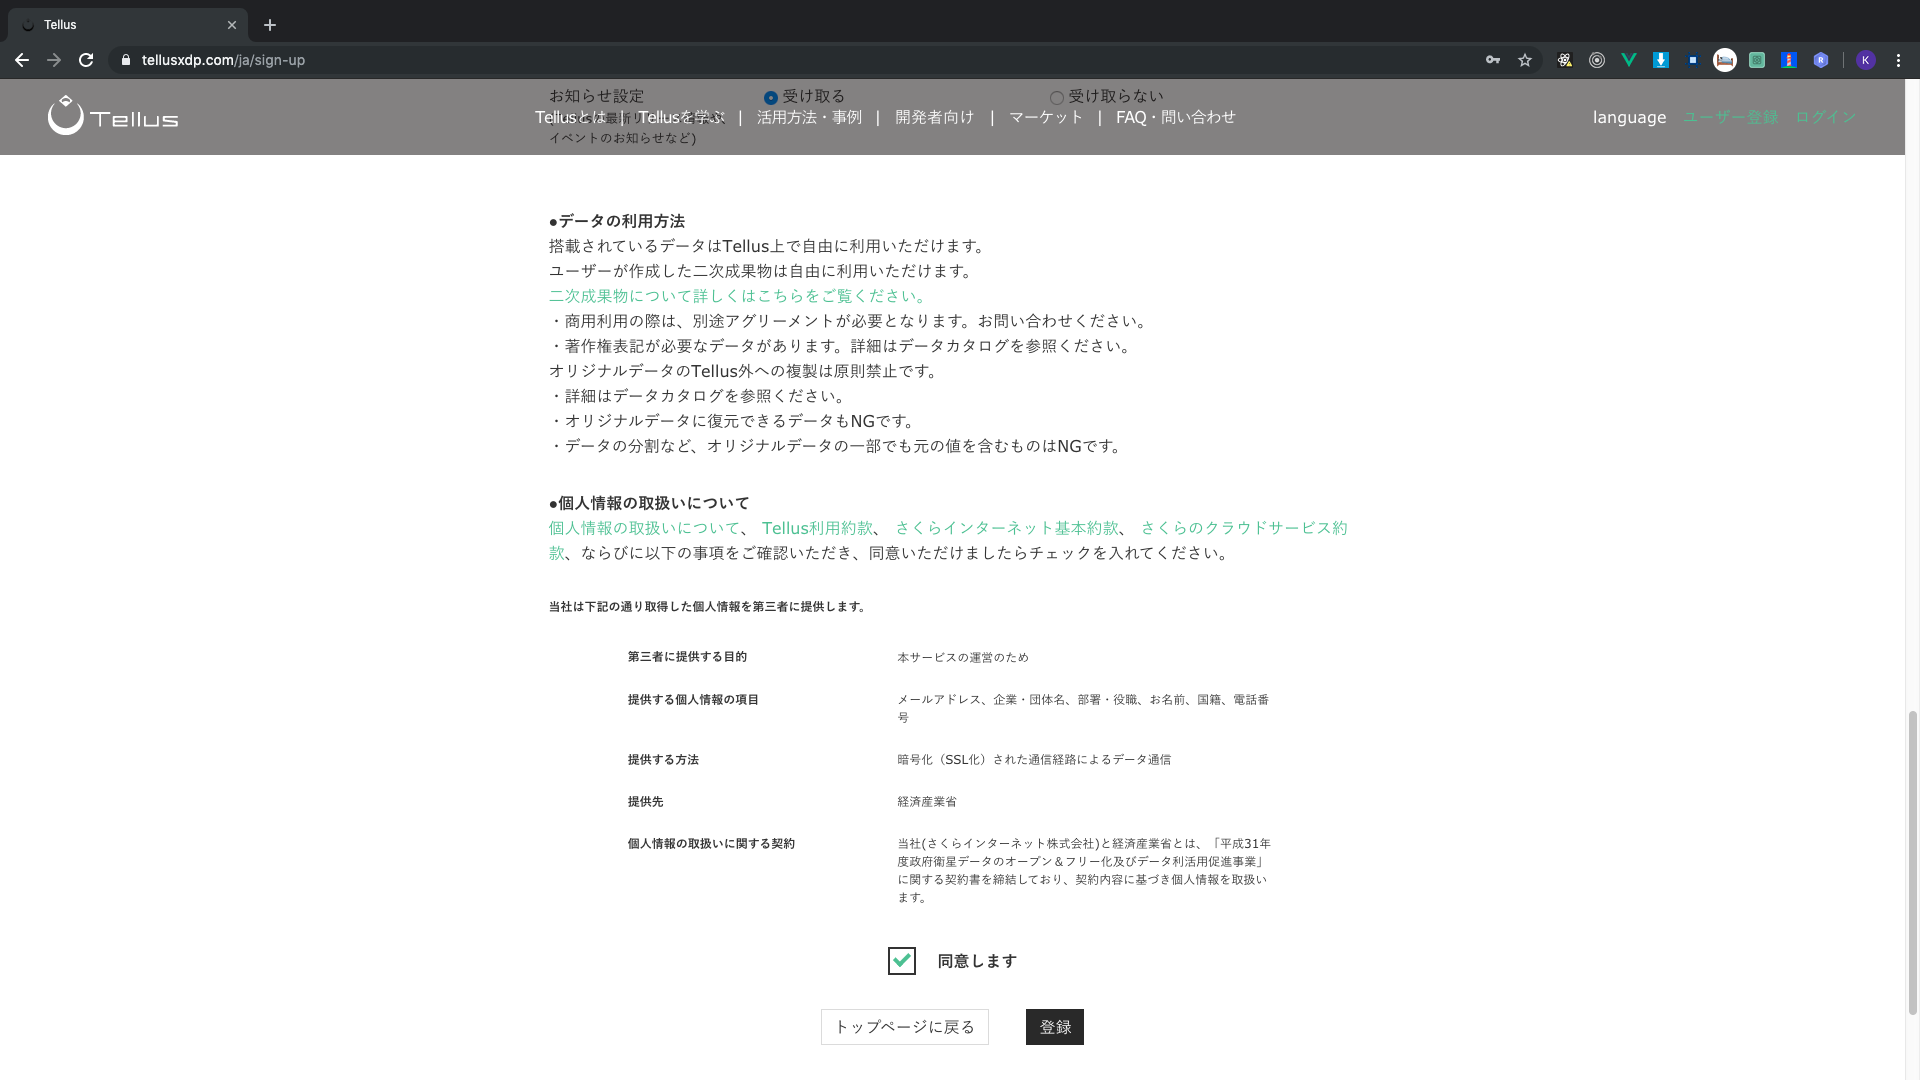 Tellus
tellusxdp.com/ja/sign-up
K
お知らせ設定
受け取る
受け取らない
Tellus
Tellusとは | Tellusを学ぶ | 活用方法・事例 | 開発者向け | マーケット | FAQ・問い合わせ
language ユーザー登録 ログイン
イベントのお知らせなど)
●データの利用方法
搭載されているデータはTellus上で自由に利用いただけます。
ユーザーが作成した二次成果物は自由に利用いただけます。
二次成果物について詳しくはこちらをご覧ください。
・商用利用の際は、別途アグリーメントが必要となります。お問い合わせください。
・著作権表記が必要なデータがあります。詳細はデータカタログを参照ください。
オリジナルデータのTellus外への複製は原則禁止です。
・詳細はデータカタログを参照ください。
・オリジナルデータに復元できるデータもNGです。
・データの分割など、オリジナルデータの一部でも元の値を含むものはNGです。
●個人情報の取扱いについて
個人情報の取扱いについて、 Tellus利用約款、 さくらインターネット基本約款、 さくらのクラウドサービス約
款、ならびに以下の事項をご確認いただき、同意いただけましたらチェックを入れてください。
当社は下記の通り取得した個人情報を第三者に提供します。
第三者に提供する目的
本サービスの運営のため
提供する個人情報の項目
メールアドレス、企業・団体名、部署・役職、お名前、国籍、電話番
号
提供する方法
暗号化（SSL化）された通信経路によるデータ通信
提供先
経済産業省
個人情報の取扱いに関する契約
当社(さくらインターネット株式会社)と経済産業省とは、「平成31年
度政府衛星データのオープン＆フリー化及びデータ利活用促進事業」
に関する契約書を締結しており、契約内容に基づき個人情報を取扱い
ます。
同意します
トップページに戻る
登録